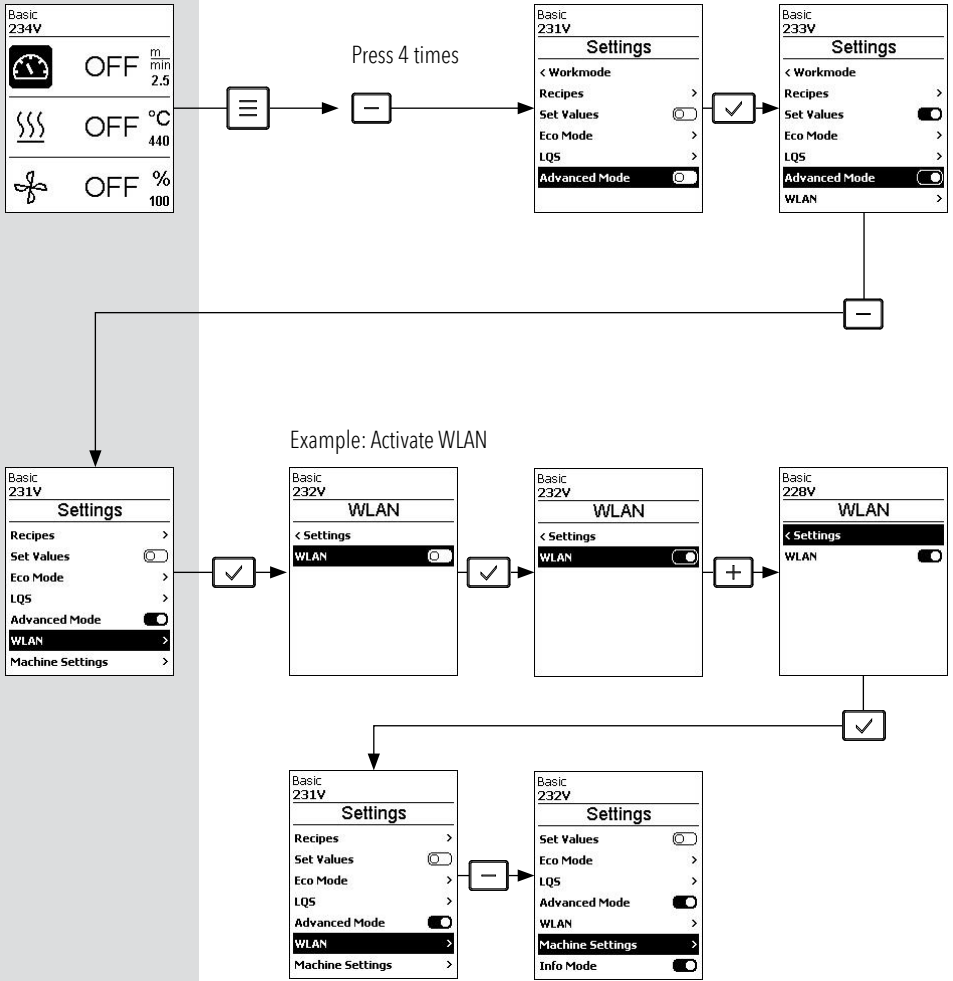 Basic
234V
OFF m/min 2.5
OFF °C 440
OFF % 100
Press 4 times
Basic
231V
Settings
< Workmode
Recipes >
Set Values
Eco Mode >
LQS >
Advanced Mode
Basic
233V
Settings
< Workmode
Recipes >
Set Values
Eco Mode >
LQS >
Advanced Mode
WLAN >
Example: Activate WLAN
Basic
231V
Settings
Recipes >
Set Values
Eco Mode >
LQS >
Advanced Mode
WLAN >
Machine Settings >
Basic
232V
WLAN
< Settings
WLAN
Basic
232V
WLAN
< Settings
WLAN
Basic
228V
WLAN
< Settings
WLAN
Basic
231V
Settings
Recipes >
Set Values
Eco Mode >
LQS >
Advanced Mode
WLAN >
Machine Settings >
Basic
232V
Settings
Set Values
Eco Mode >
LQS >
Advanced Mode
WLAN >
Machine Settings >
Info Mode